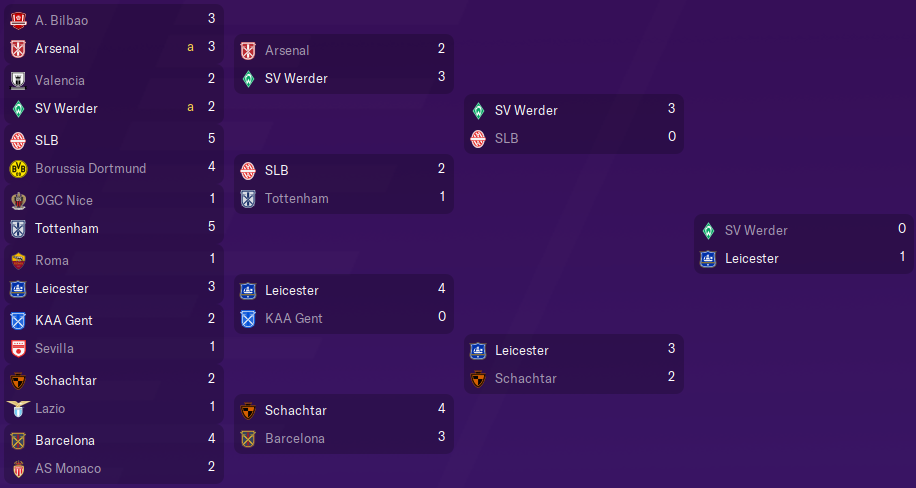 A. Bilbao 3
Arsenal a 3
Valencia 2
SV Werder a 2
SLB 5
Borussia Dortmund 4
OGC Nice 1
Tottenham 5
Roma 1
Leicester 3
KAA Gent 2
Sevilla 1
Schachtar 2
Lazio 1
Barcelona 4
AS Monaco 2
Arsenal 2
SV Werder 3
SLB 2
Tottenham 1
Leicester 4
KAA Gent 0
Schachtar 4
Barcelona 3
SV Werder 3
SLB 0
Leicester 3
Schachtar 2
SV Werder 0
Leicester 1